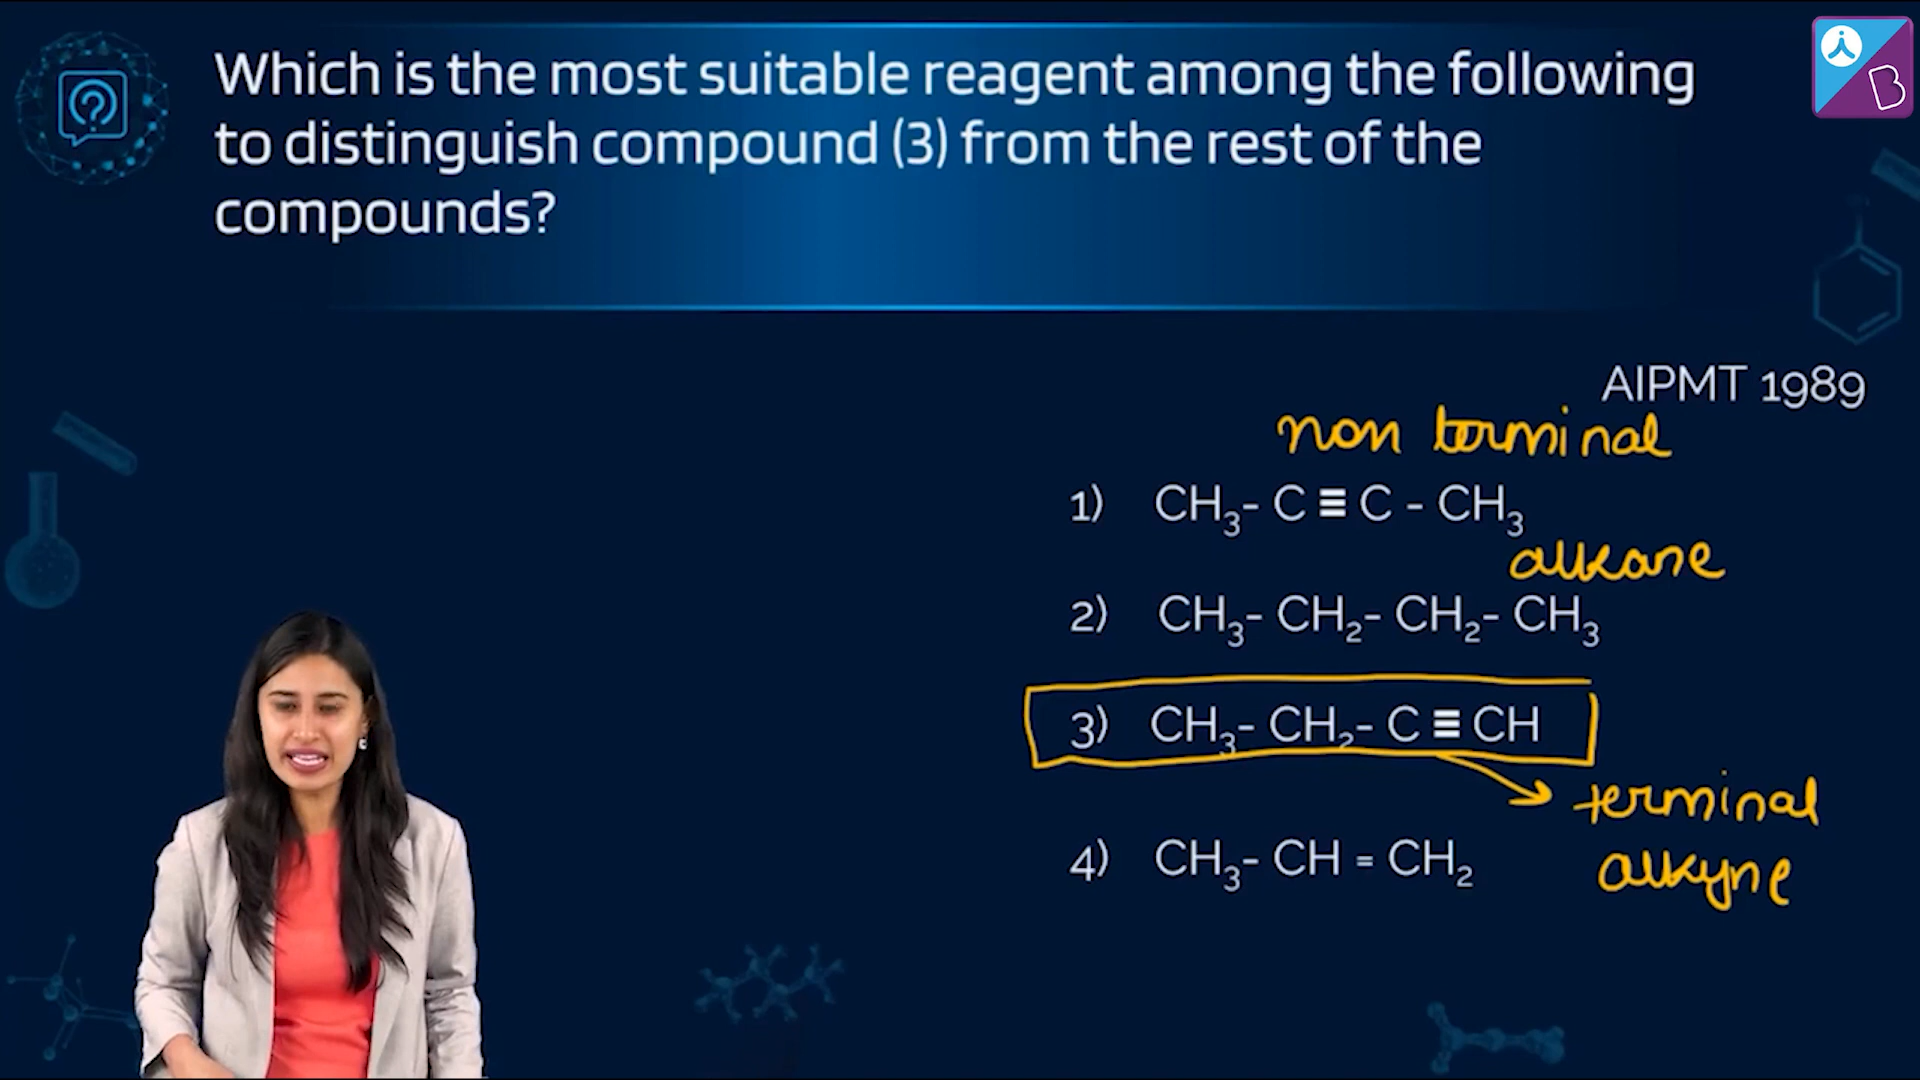 Which is the most suitable reagent among the following
to distinguish compound (3) from the rest of the
compounds?
AIPMT 1989
non terminal
1) CH₃- C ≡ C - CH₃
alkane
2) CH₃- CH₂- CH₂- CH₃
3) CH₃- CH₂- C ≡ CH
terminal
alkyne
4) CH₃- CH = CH₂